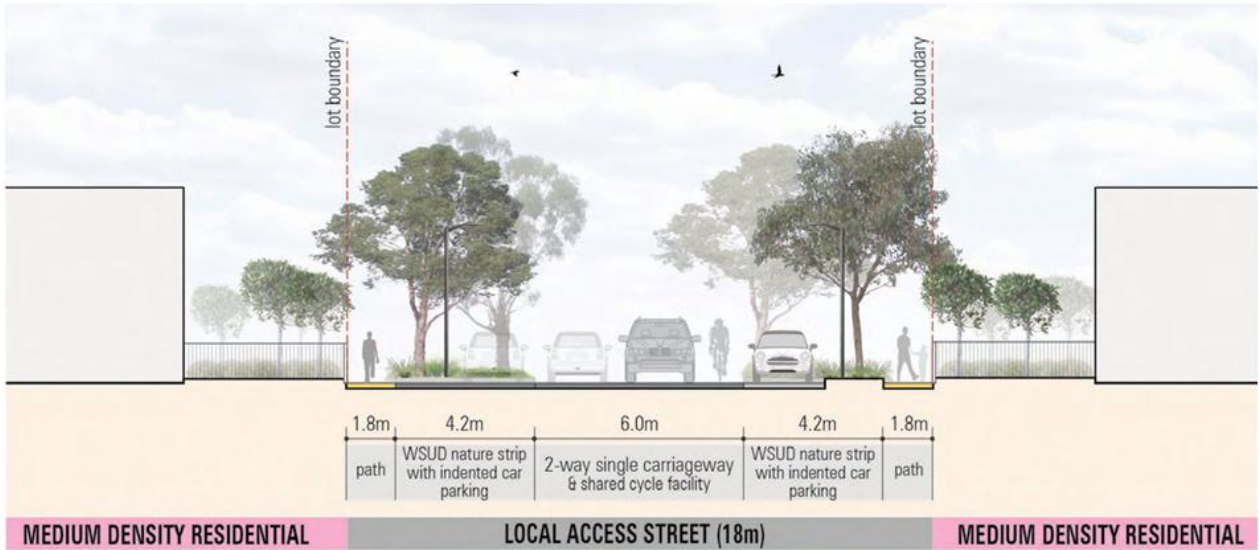 lot boundary
lot boundary
1.8m
4.2m
6.0m
4.2m
1.8m
path
WSUD nature strip
with indented car
parking
2-way single carriageway
& shared cycle facility
WSUD nature strip
with indented car
parking
path
MEDIUM DENSITY RESIDENTIAL
LOCAL ACCESS STREET (18m)
MEDIUM DENSITY RESIDENTIAL